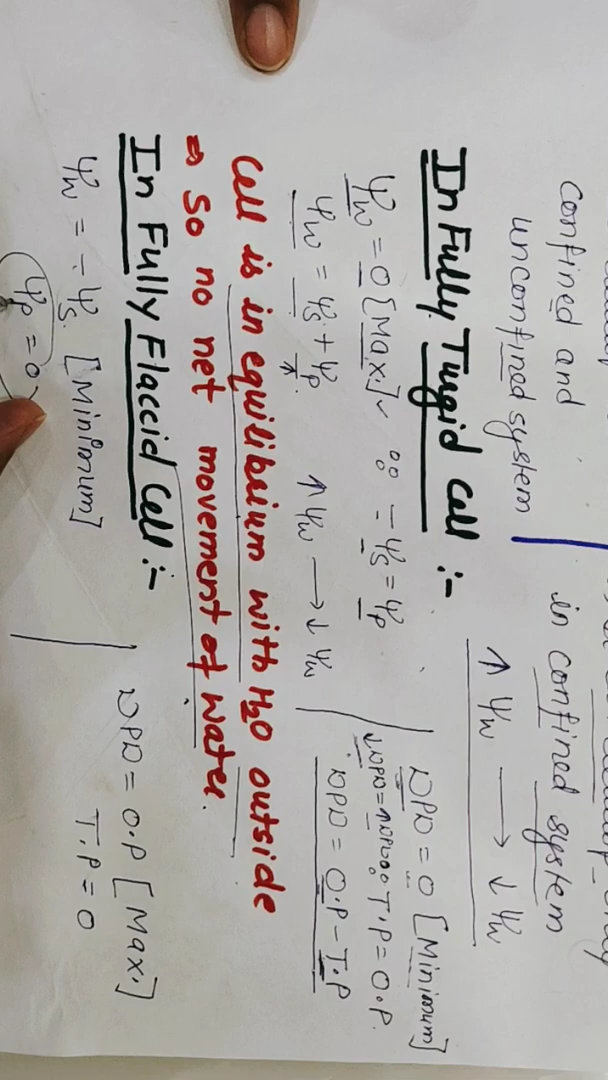 confined and
unconfined system
in confined system
↑ Ψw ⟶ ↓ Ψw
In Fully Turgid Cell :-
Ψw = 0 [Max.] ∵ -Ψs = Ψp
Ψw = Ψs + Ψp
↑ Ψw ⟶ ↓ Ψw
DPD = 0 [Minimum]
T.P = O.P.
DPD = O.P - T.P
Cell is in equilibrium with H2O outside
⇒ So no net movement of water.
In Fully Flaccid Cell :-
Ψw = -Ψs [Minimum]
Ψp = 0
DPD = O.P [Max.]
T.P = 0